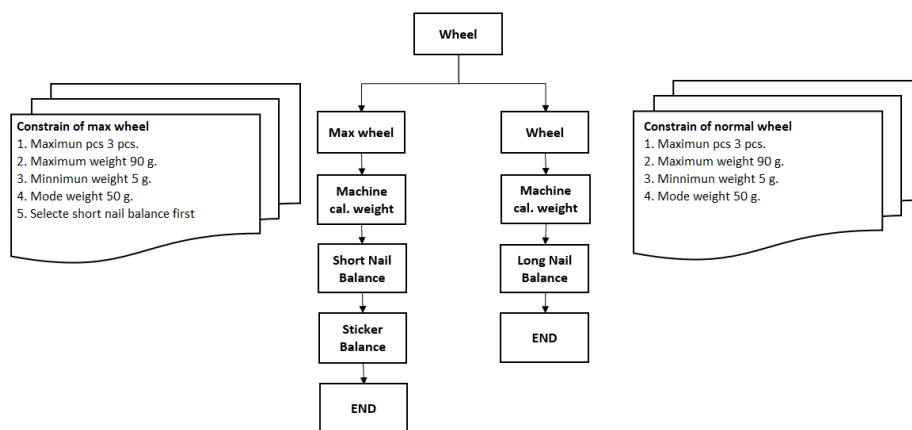 Wheel
Constrain of max wheel
1. Maximun pcs 3 pcs.
2. Maximum weight 90 g.
3. Minnimun weight 5 g.
4. Mode weight 50 g.
5. Selecte short nail balance first
Max wheel
Machine
cal. weight
Short Nail
Balance
Sticker
Balance
END
Wheel
Machine
cal. weight
Long Nail
Balance
END
Constrain of normal wheel
1. Maximun pcs 3 pcs.
2. Maximum weight 90 g.
3. Minnimun weight 5 g.
4. Mode weight 50 g.